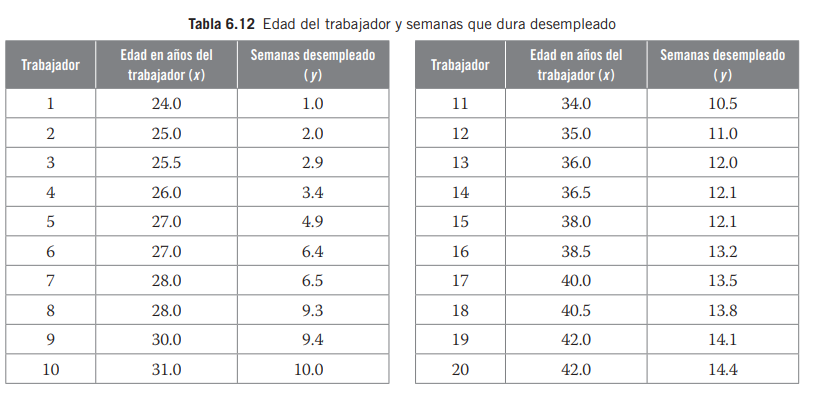 Tabla 6.12 Edad del trabajador y semanas que dura desempleado
Trabajador Edad en años del trabajador (x) Semanas desempleado (y)
1 24.0 1.0
2 25.0 2.0
3 25.5 2.9
4 26.0 3.4
5 27.0 4.9
6 27.0 6.4
7 28.0 6.5
8 28.0 9.3
9 30.0 9.4
10 31.0 10.0
Trabajador Edad en años del trabajador (x) Semanas desempleado (y)
11 34.0 10.5
12 35.0 11.0
13 36.0 12.0
14 36.5 12.1
15 38.0 12.1
16 38.5 13.2
17 40.0 13.5
18 40.5 13.8
19 42.0 14.1
20 42.0 14.4